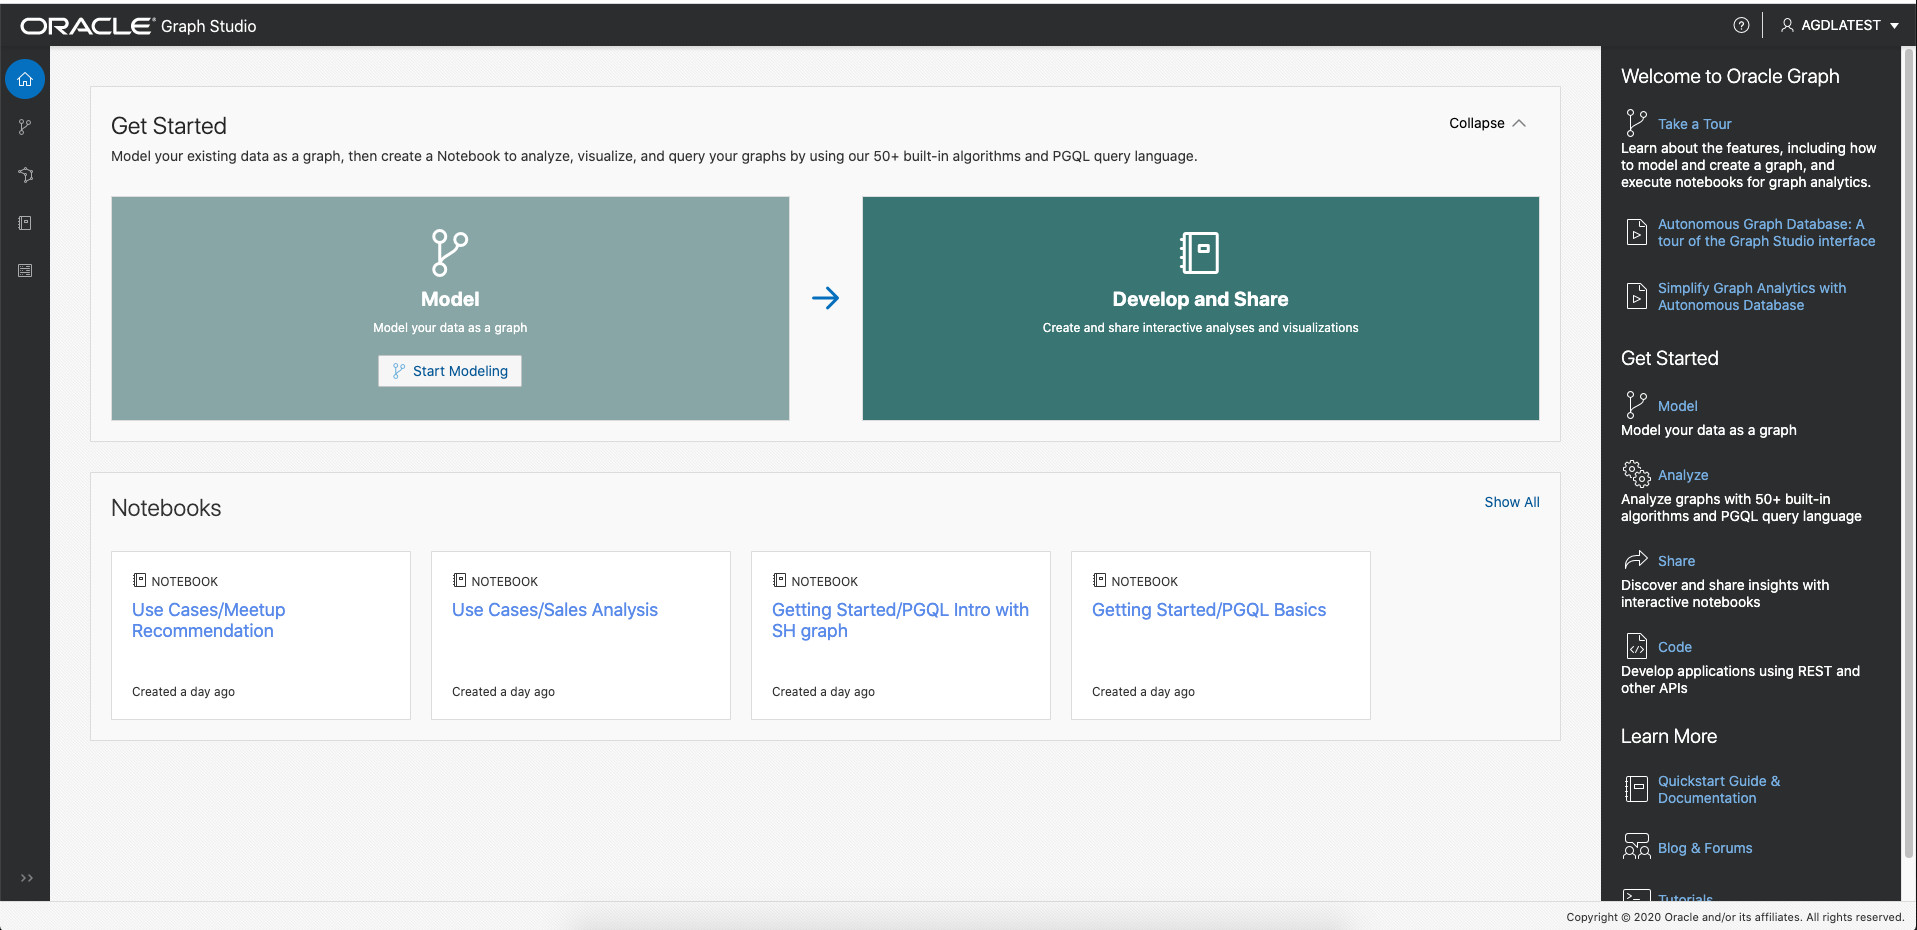 ORACLE® Graph Studio
AGDLATEST
Get Started
Collapse
Model your existing data as a graph, then create a Notebook to analyze, visualize, and query your graphs by using our 50+ built-in algorithms and PGQL query language.
Model
Model your data as a graph
Start Modeling
Develop and Share
Create and share interactive analyses and visualizations
Notebooks
Show All
NOTEBOOK
Use Cases/Meetup
Recommendation
Created a day ago
NOTEBOOK
Use Cases/Sales Analysis
Created a day ago
NOTEBOOK
Getting Started/PGQL Intro with
SH graph
Created a day ago
NOTEBOOK
Getting Started/PGQL Basics
Created a day ago
Welcome to Oracle Graph
Take a Tour
Learn about the features, including how
to model and create a graph, and
execute notebooks for graph analytics.
Autonomous Graph Database: A
tour of the Graph Studio interface
Simplify Graph Analytics with
Autonomous Database
Get Started
Model
Model your data as a graph
Analyze
Analyze graphs with 50+ built-in
algorithms and PGQL query language
Share
Discover and share insights with
interactive notebooks
Code
Develop applications using REST and
other APIs
Learn More
Quickstart Guide &
Documentation
Blog & Forums
Tutorials
Copyright © 2020 Oracle and/or its affiliates. All rights reserved.